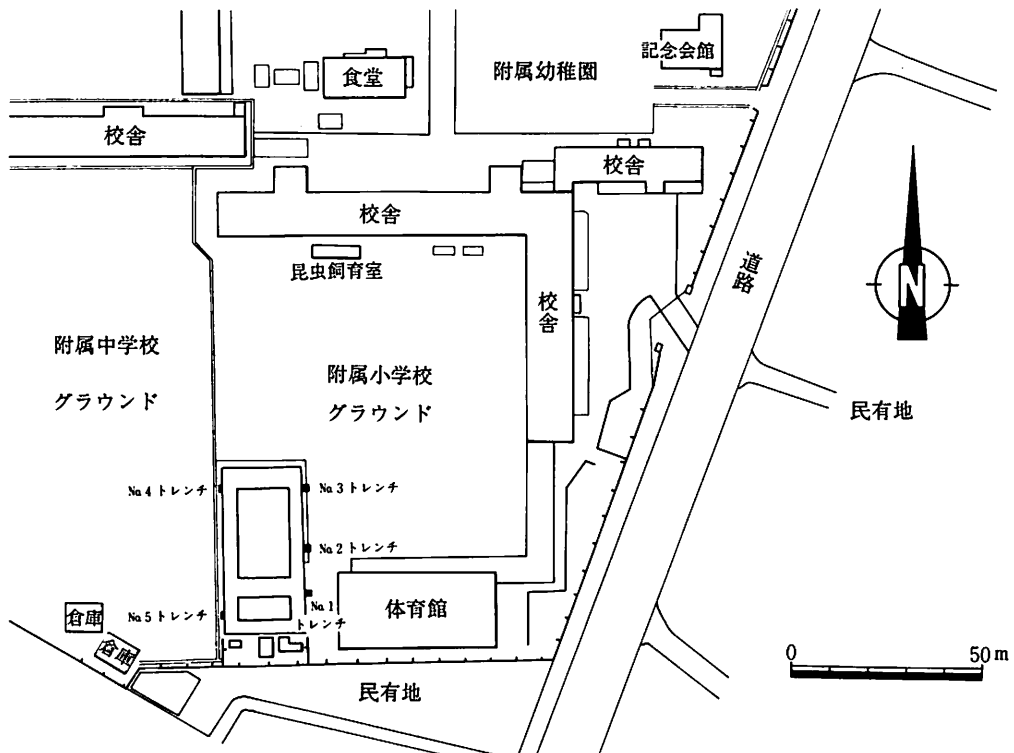 記念会館
食堂
附属幼稚園
校舎
校舎
校舎
昆虫飼育室
道路
N
校舎
附属中学校
グラウンド
附属小学校
グラウンド
民有地
No.4 トレンチ
No.3 トレンチ
No.2 トレンチ
No.1
トレンチ
No.5 トレンチ
倉庫
倉庫
体育館
民有地
0 50 m